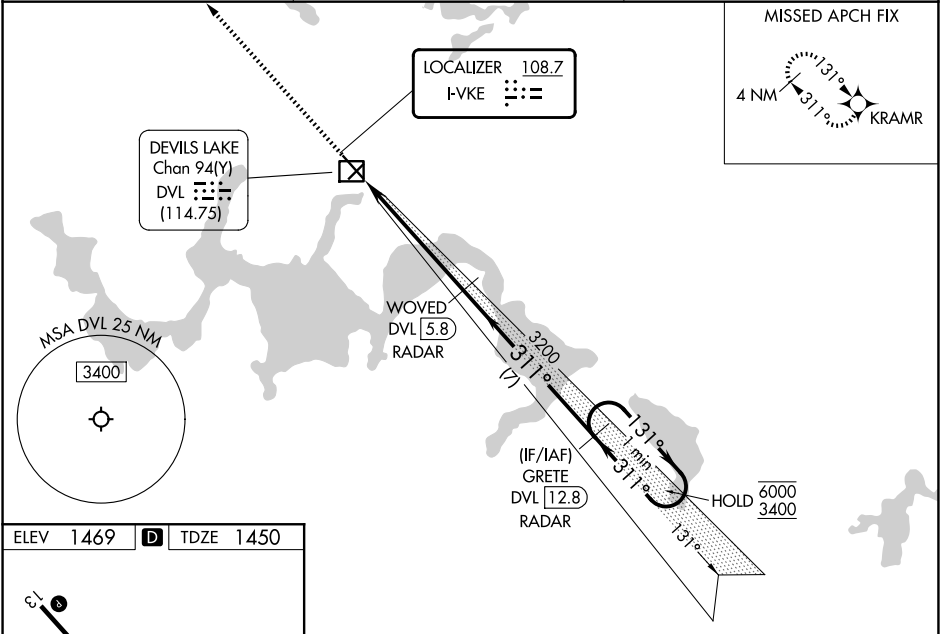 MISSED APCH FIX
131°
4 NM
311°
KRAMR
LOCALIZER 108.7
I-VKE
DEVILS LAKE
Chan 94(Y)
DVL
(114.75)
MSA DVL 25 NM
3400
WOVED
DVL 5.8
RADAR
3200
311°
(7)
131°
1 min
311°
(IF/IAF)
GRETE
DVL 12.8
RADAR
HOLD 6000
3400
131°
ELEV 1469 D TDZE 1450
13
P